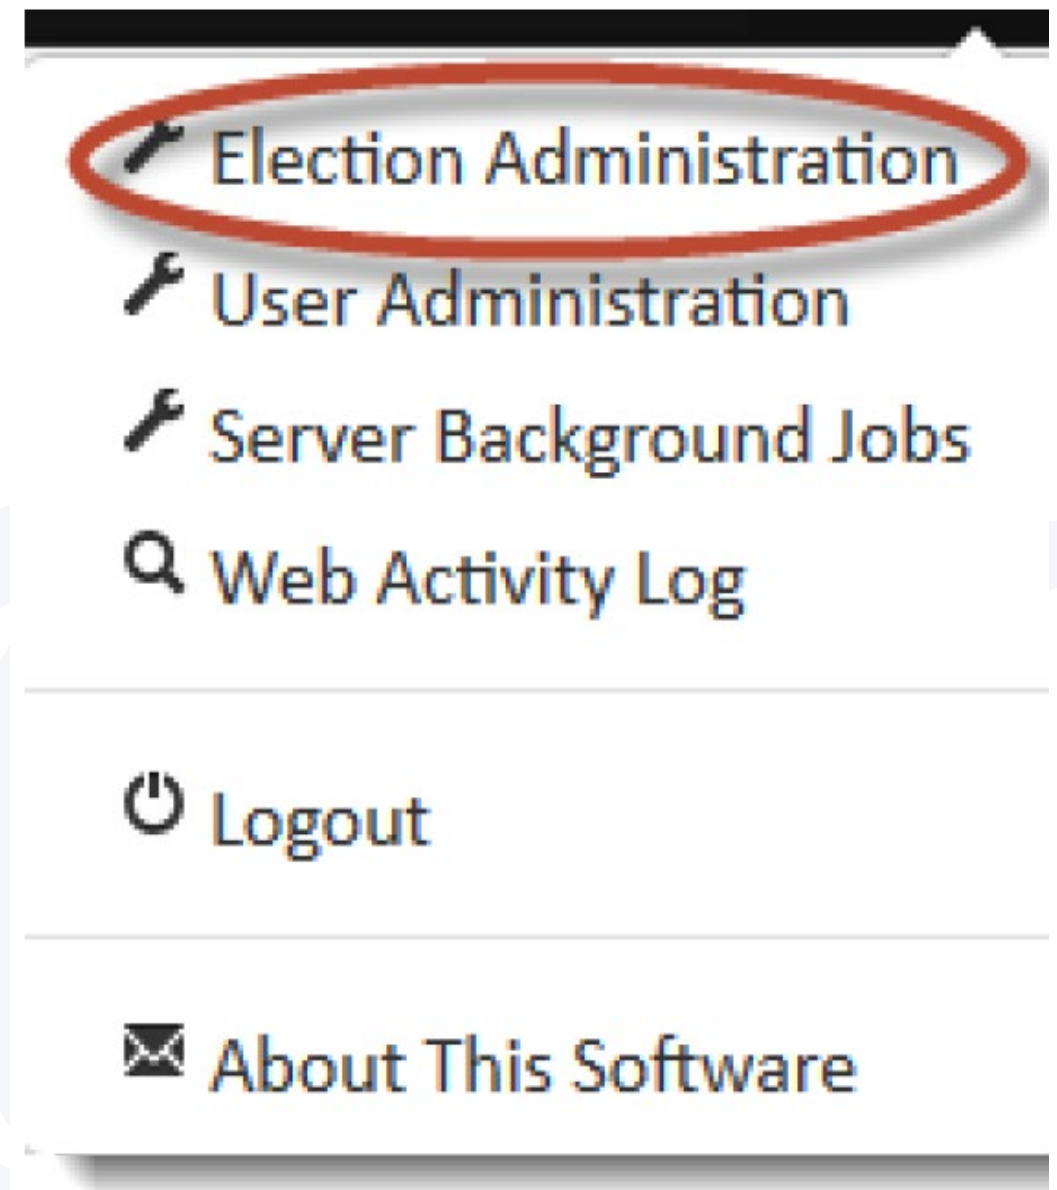 Election Administration
User Administration
Server Background Jobs
Web Activity Log
Logout
About This Software